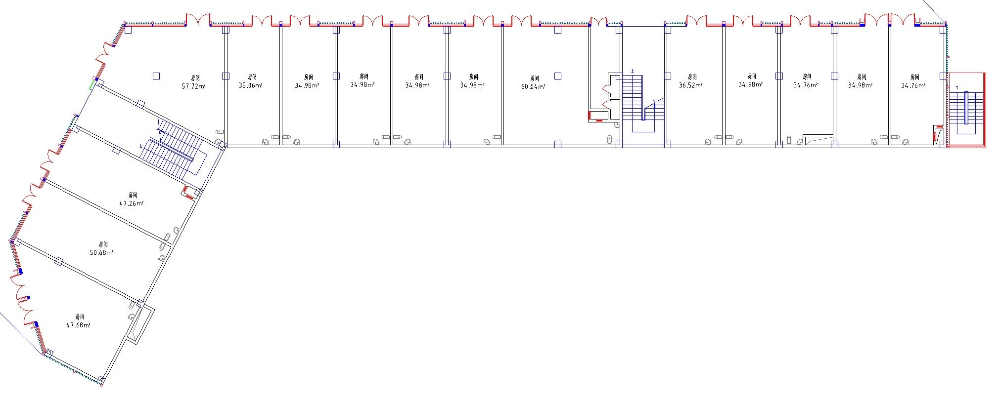 房间
57.72m²
房间
35.06m²
房间
34.98m²
房间
34.98m²
房间
34.98m²
房间
34.98m²
房间
60.04m²
上
房间
36.52m²
房间
34.98m²
房间
34.76m²
房间
34.98m²
房间
34.76m²
下
上
房间
47.26m²
房间
50.68m²
房间
47.68m²